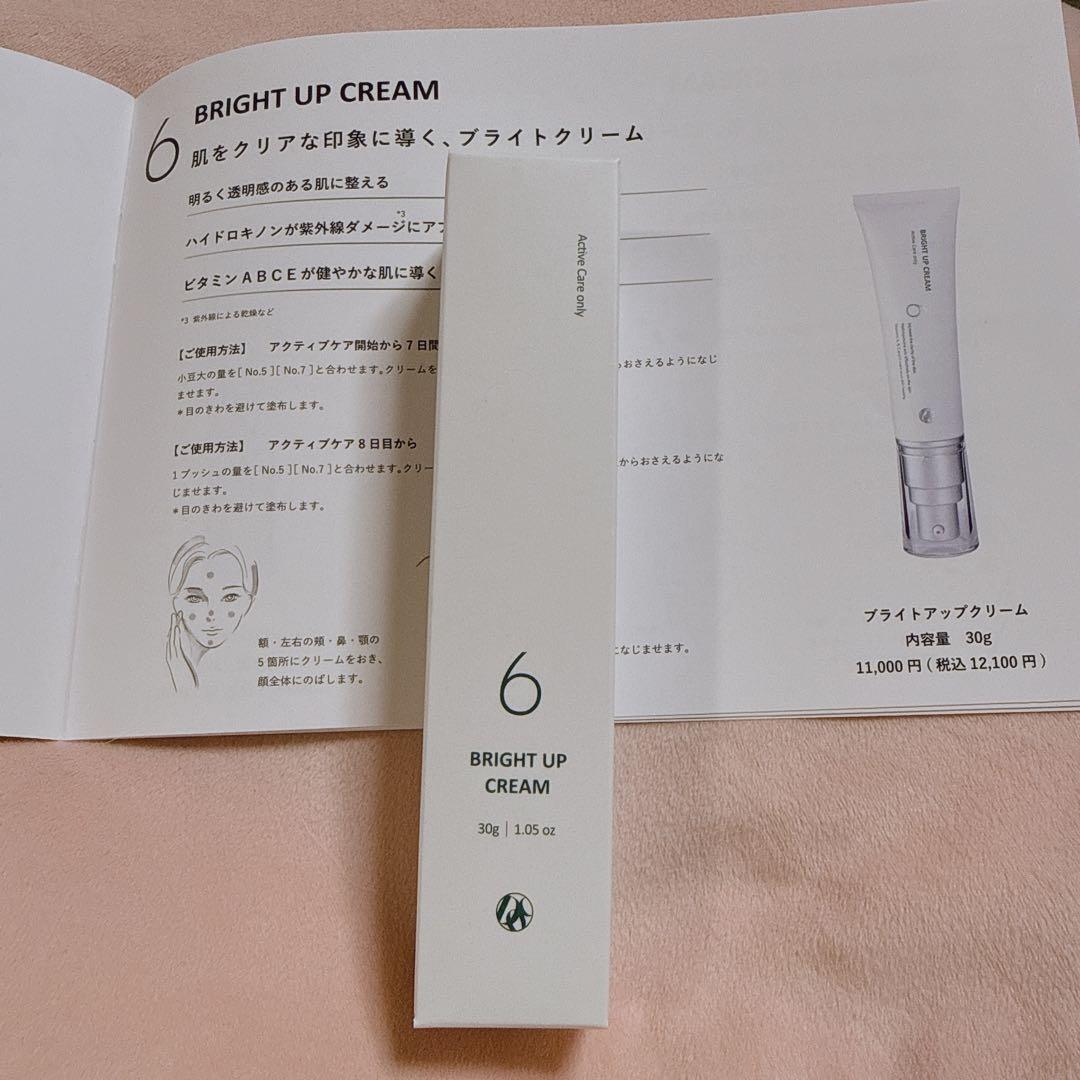 6
BRIGHT UP CREAM
肌をクリアな印象に導く、ブライトクリーム
明るく透明感のある肌に整える
ハイドロキノンが紫外線ダメージ*3に
ビタミンＡＢＣＥが健やかな肌に導く
*3 紫外線による乾燥など
【ご使用方法】 アクティブケア開始から7日間
小豆大の量を[ No.5 ][ No.7 ]と合わせます。クリームを
らおさえるようになじ
ませます。
＊目のきわを避けて塗布します。
【ご使用方法】 アクティブケア8日目から
1プッシュの量を[ No.5 ][ No.7 ]と合わせます。クリー
からおさえるようにな
じませます。
＊目のきわを避けて塗布します。
額・左右の頬・鼻・顎の
5箇所にクリームをおき、
顔全体にのばします。
になじませます。
BRIGHT UP CREAM
Active Care only
6
ブライトアップクリーム
内容量 30g
11,000円(税込12,100円)
Active Care only
6
BRIGHT UP
CREAM
30g | 1.05 oz